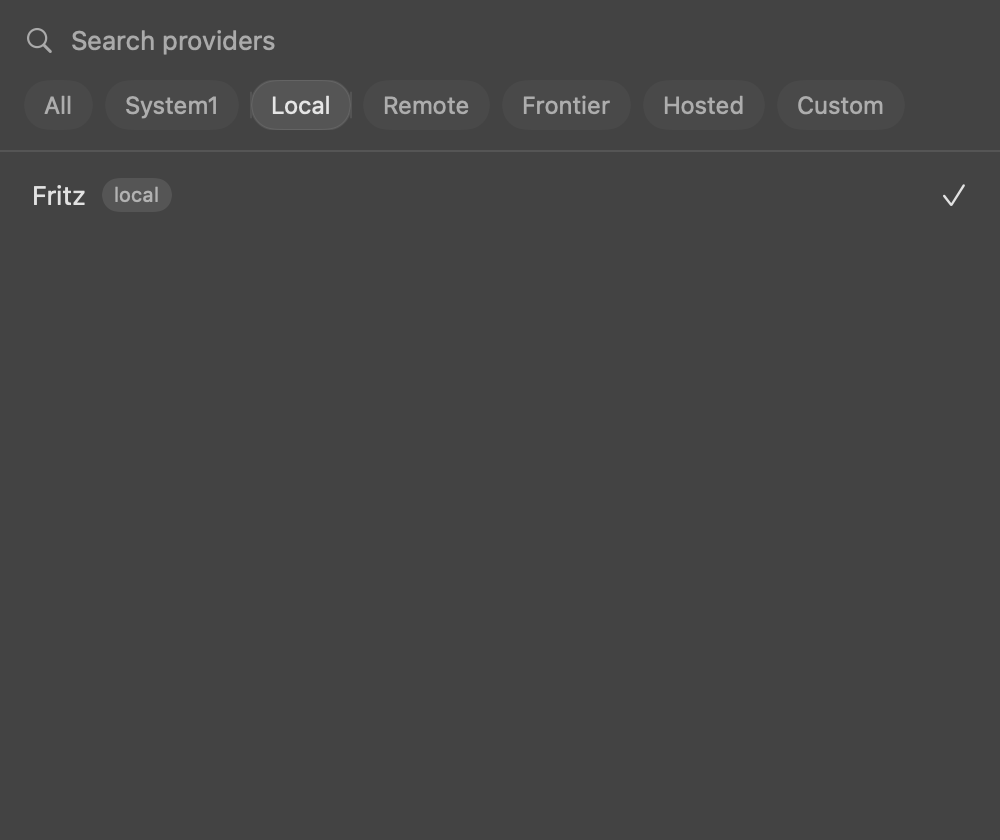 Search providers
All System1 Local Remote Frontier Hosted Custom
Fritz local